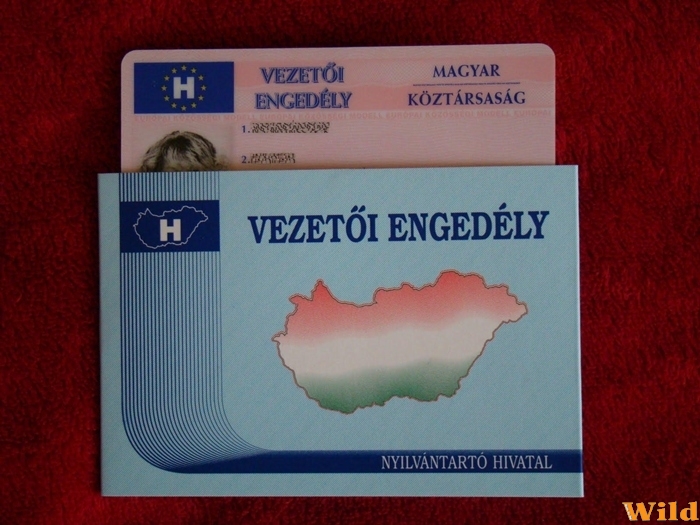 H
VEZETŐI
ENGEDÉLY
MAGYAR
KÖZTÁRSASÁG
1.
2.
H
VEZETŐI ENGEDÉLY
NYILVÁNTARTÓ HIVATAL
Wild